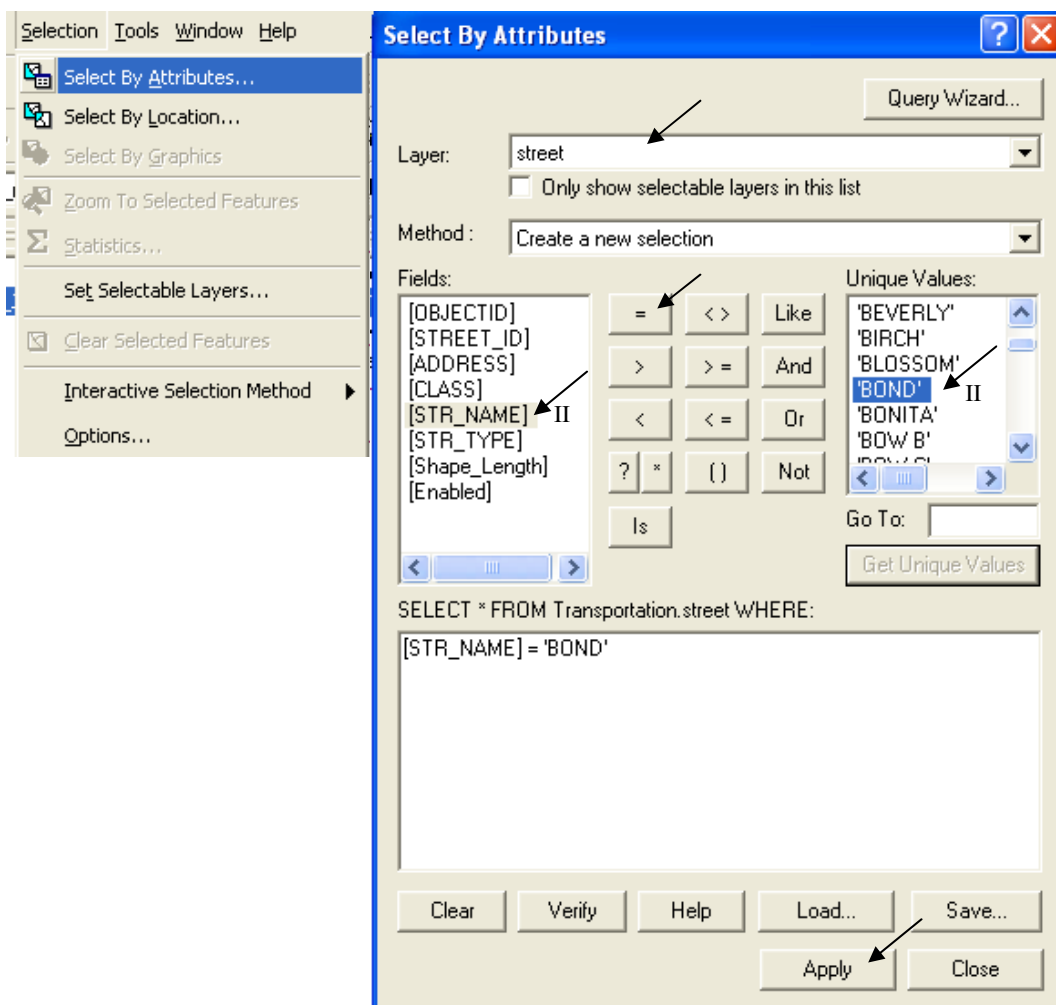 Selection Tools Window Help
Select By Attributes...
Select By Location...
Select By Graphics
Zoom To Selected Features
Statistics...
Set Selectable Layers...
Clear Selected Features
Interactive Selection Method
Options...
Select By Attributes
Query Wizard...
Layer: street
Only show selectable layers in this list
Method : Create a new selection
Fields:
[OBJECTID]
[STREET_ID]
[ADDRESS]
[CLASS]
[STR_NAME] II
[STR_TYPE]
[Shape_Length]
[Enabled]
= < > Like
> > = And
< < = Or
? * ( ) Not
Is
Unique Values:
'BEVERLY'
'BIRCH'
'BLOSSOM'
'BOND' II
'BONITA'
'BOW B'
Go To:
Get Unique Values
SELECT * FROM Transportation.street WHERE:
[STR_NAME] = 'BOND'
Clear Verify Help Load... Save...
Apply Close